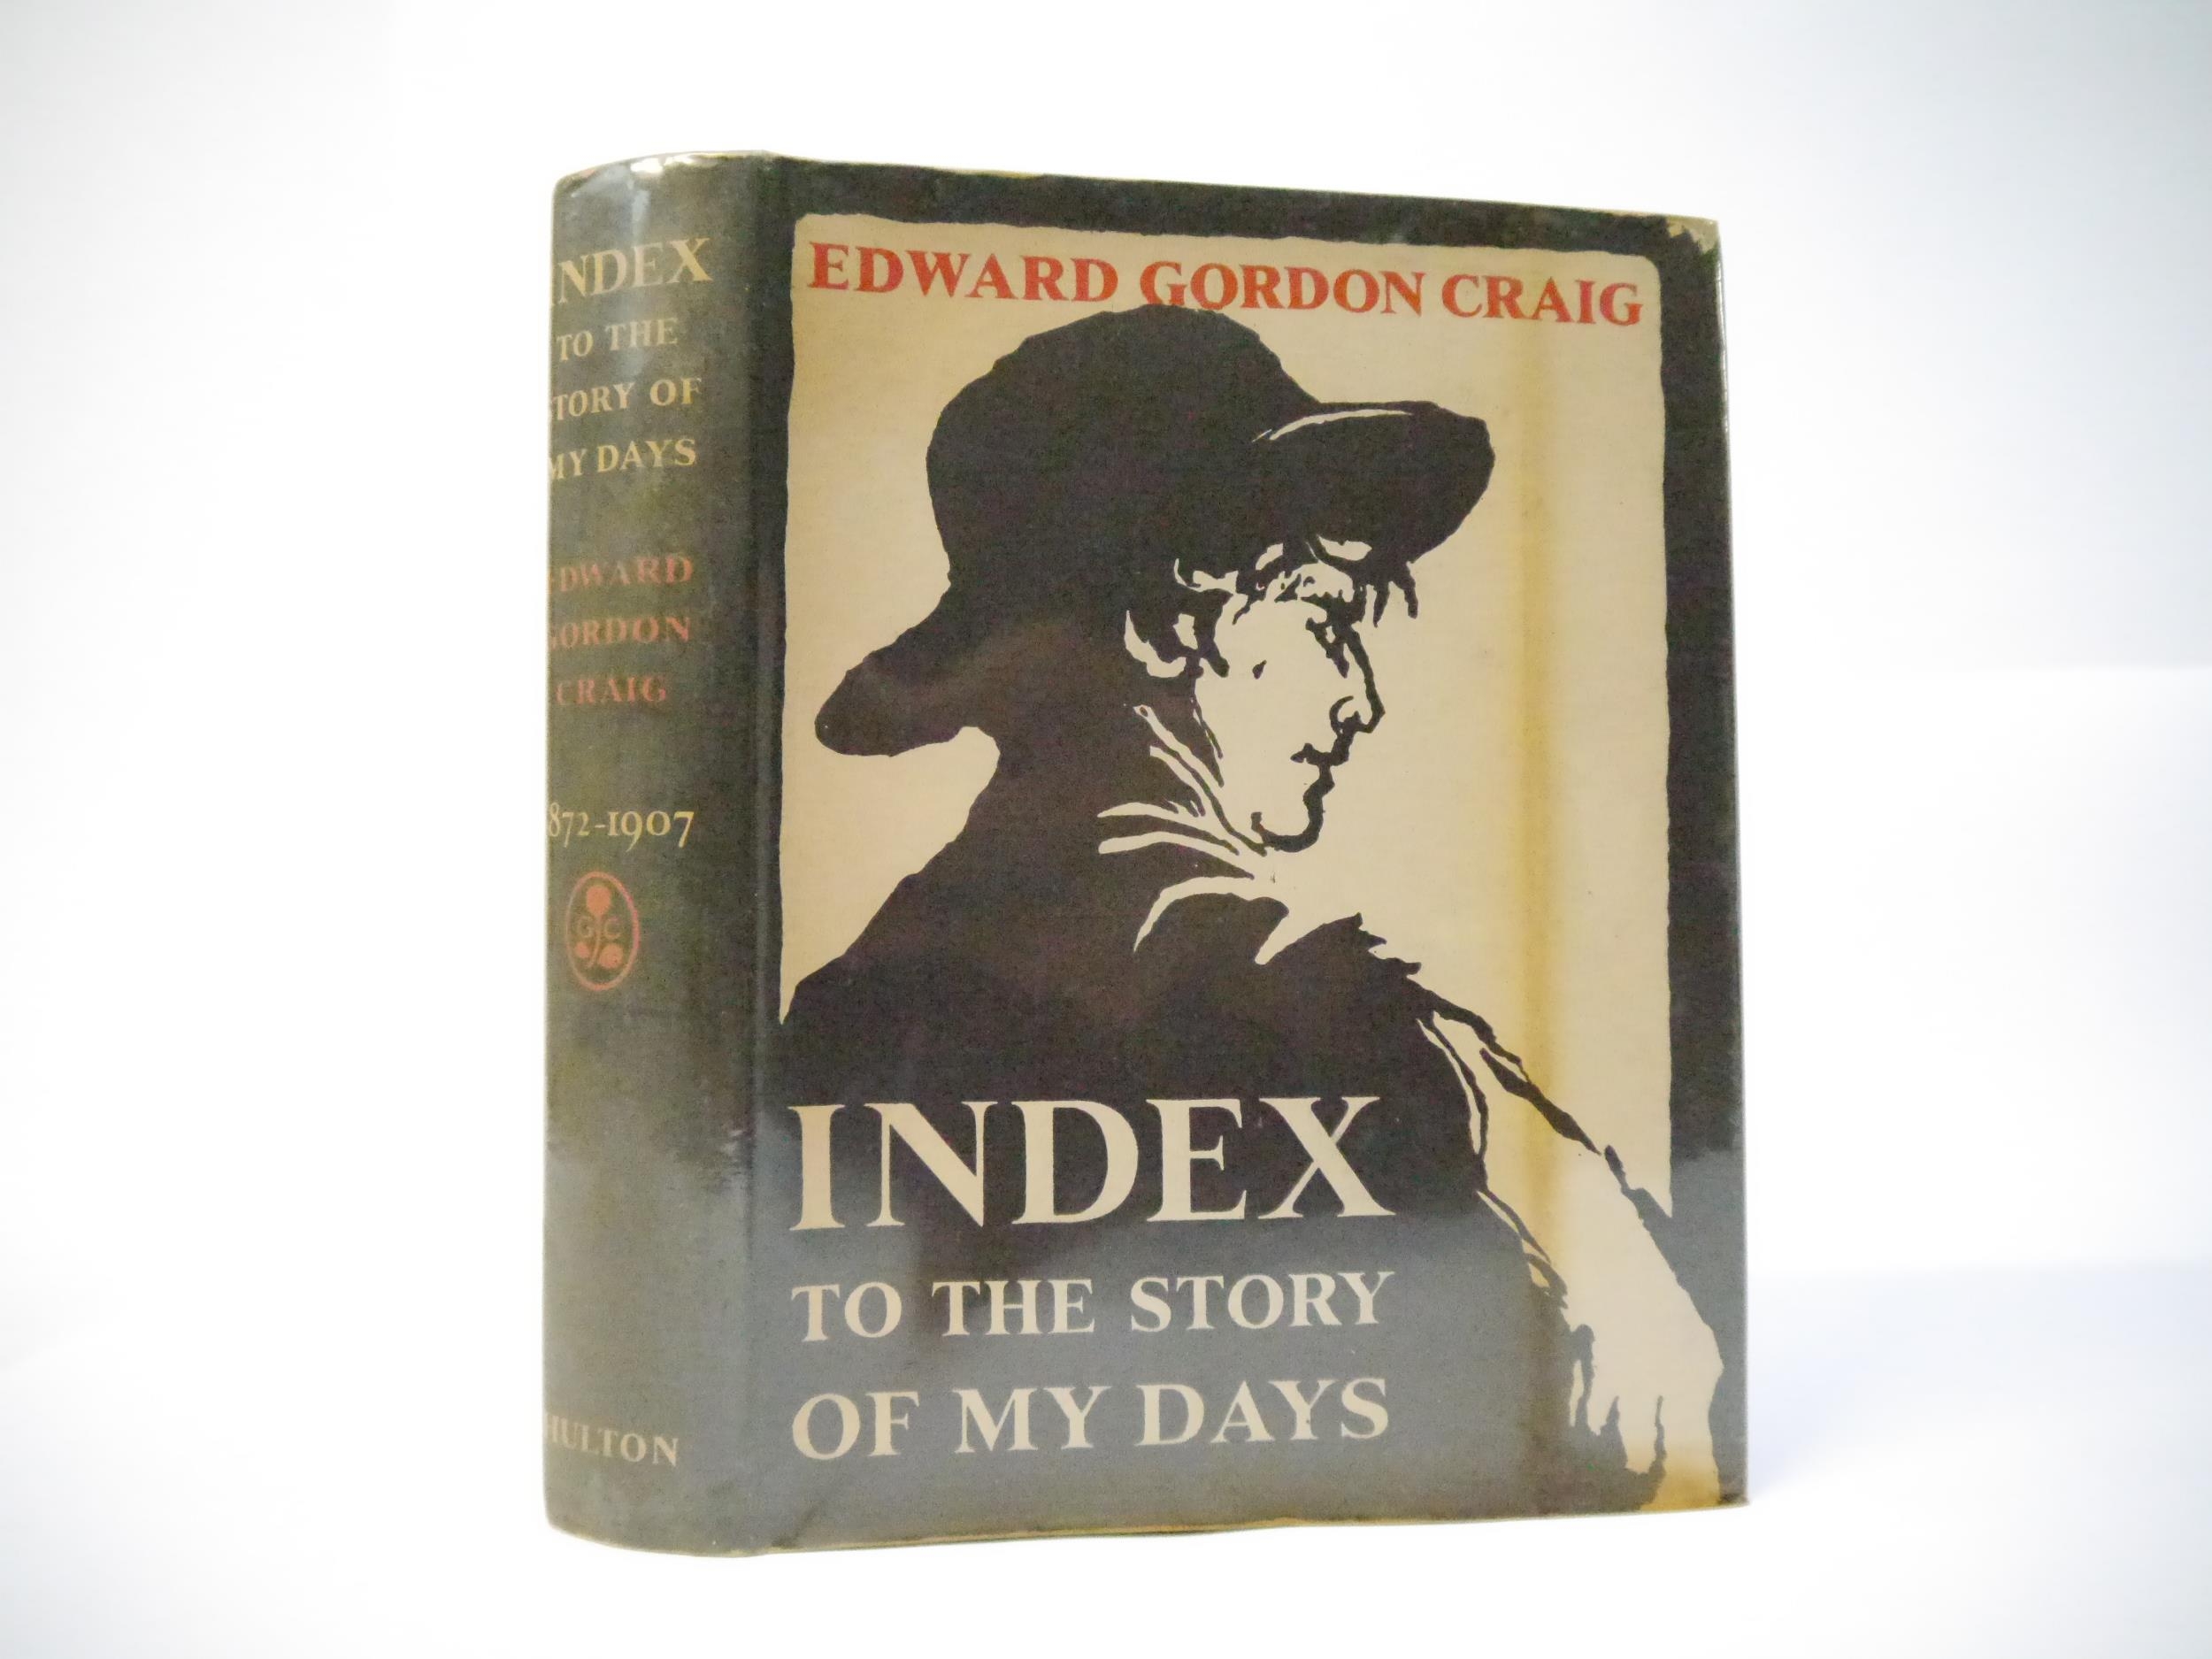 INDEX
TO THE
STORY OF
MY DAYS
EDWARD
GORDON
CRAIG
1872-1907
GC
HULTON
EDWARD GORDON CRAIG
INDEX
TO THE STORY
OF MY DAYS